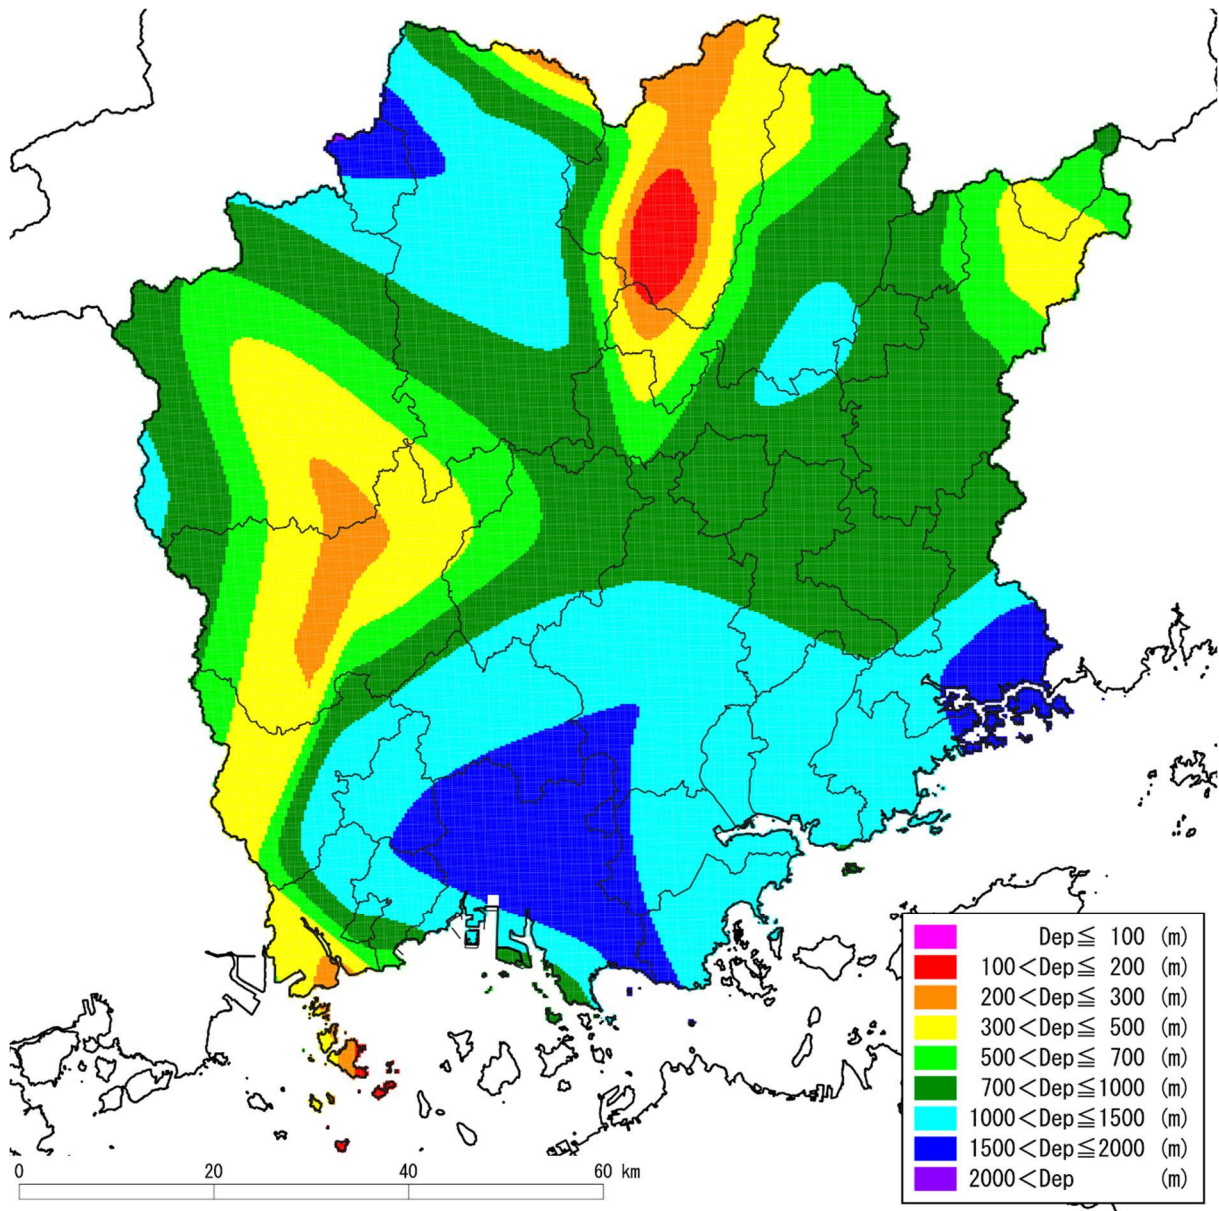 Dep≦ 100 (m)
100<Dep≦ 200 (m)
200<Dep≦ 300 (m)
300<Dep≦ 500 (m)
500<Dep≦ 700 (m)
700<Dep≦1000 (m)
1000<Dep≦1500 (m)
1500<Dep≦2000 (m)
2000<Dep (m)
0 20 40 60 km